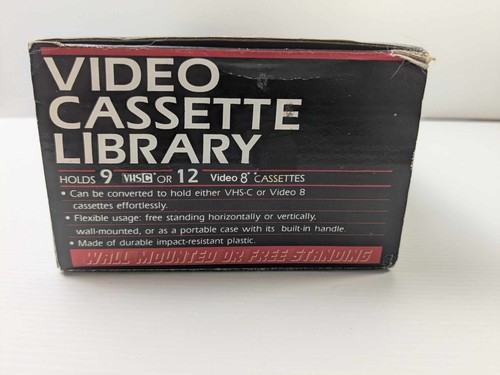 VIDEO
CASSETTE
LIBRARY
HOLDS 9 VHSC OR 12 Video 8 CASSETTES
• Can be converted to hold either VHS-C or Video 8
cassettes effortlessly.
• Flexible usage: free standing horizontally or vertically,
wall-mounted, or as a portable case with its built-in handle.
• Made of durable impact-resistant plastic.
WALL MOUNTED OR FREE STANDING